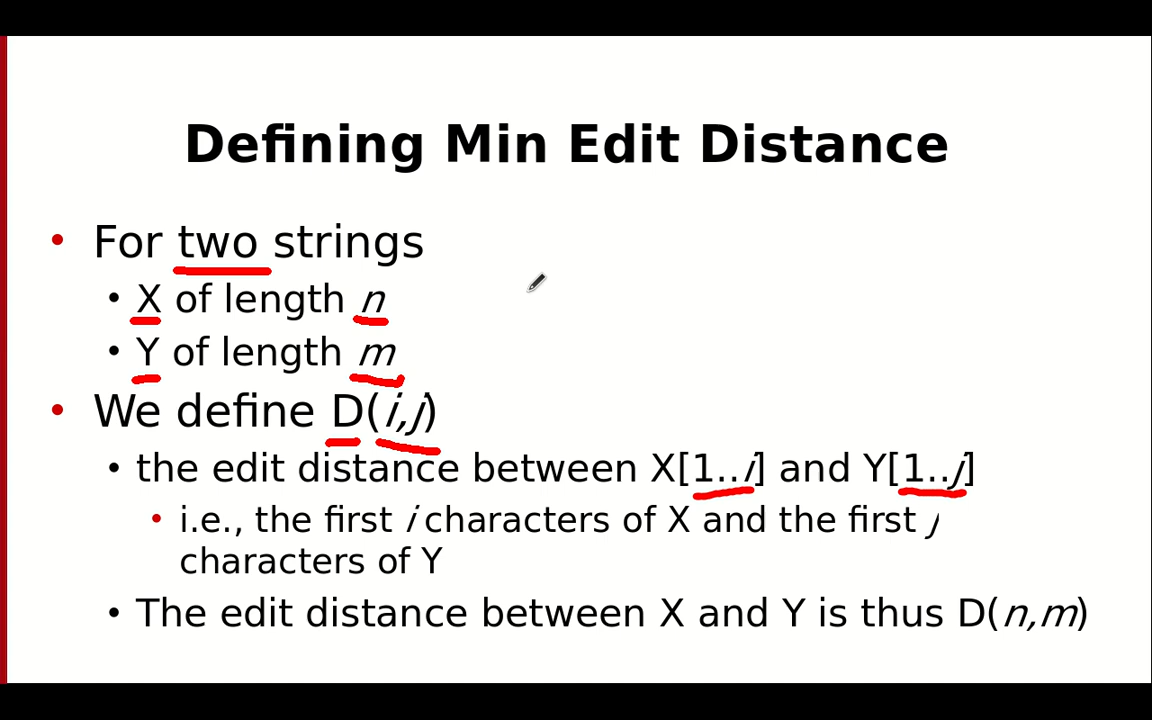 Defining Min Edit Distance
• For two strings
• X of length n
• Y of length m
• We define D(i,j)
• the edit distance between X[1..i] and Y[1..j]
• i.e., the first i characters of X and the first j
characters of Y
• The edit distance between X and Y is thus D(n,m)